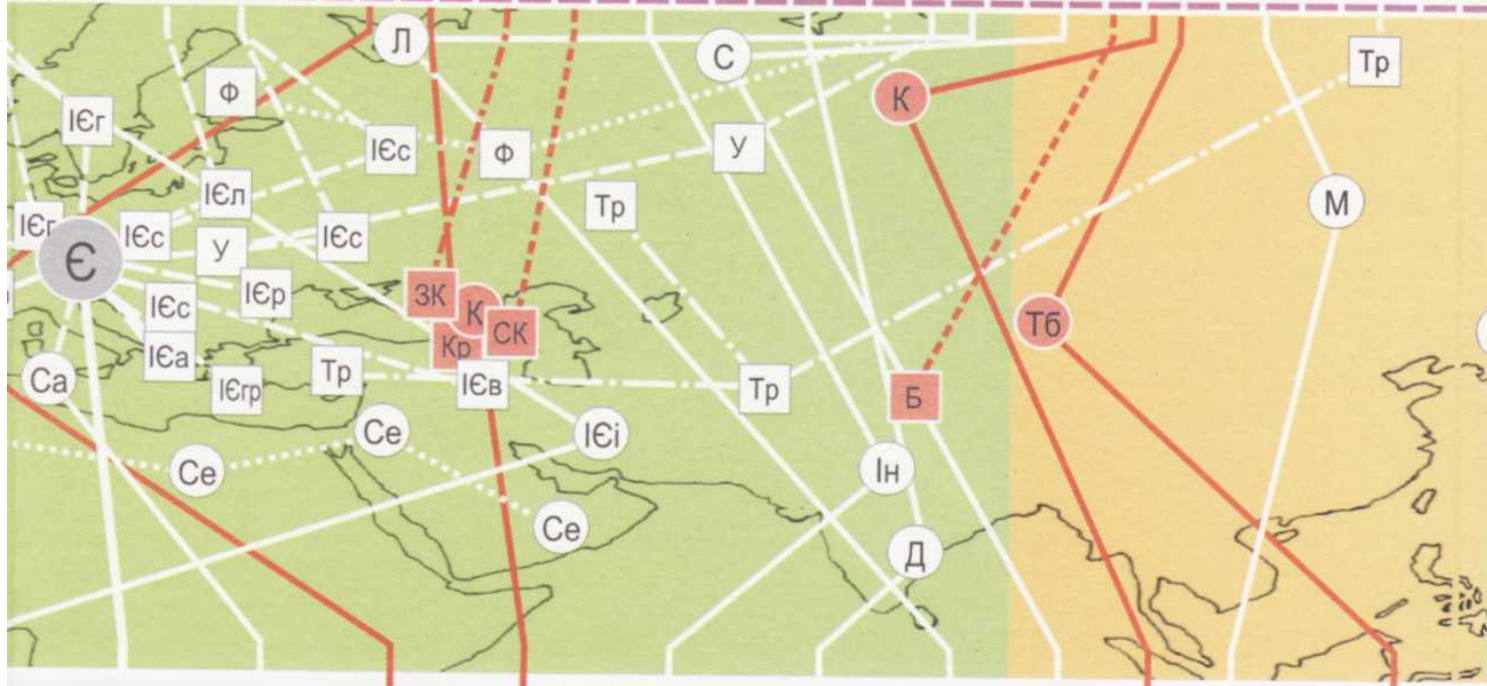 Л
С
Тр
Ф
К
ІЄг
ІЄс
Ф
У
ІЄл
Тр
М
ІЄг
ІЄс
У
ІЄс
Є
ІЄр
ЗК
К
ІЄс
СК
Тб
Кр
ІЄа
Са
ІЄгр
Тр
ІЄв
Тр
Б
Се
ІЄі
Се
Ін
Се
Д